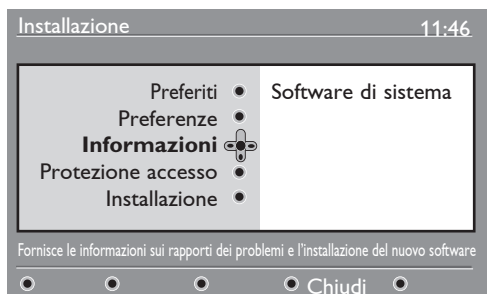 Installazione 11:46
Preferiti Software di sistema
Preferenze
Informazioni
Protezione accesso
Installazione
Fornisce le informazioni sui rapporti dei problemi e l'installazione del nuovo software
Chiudi